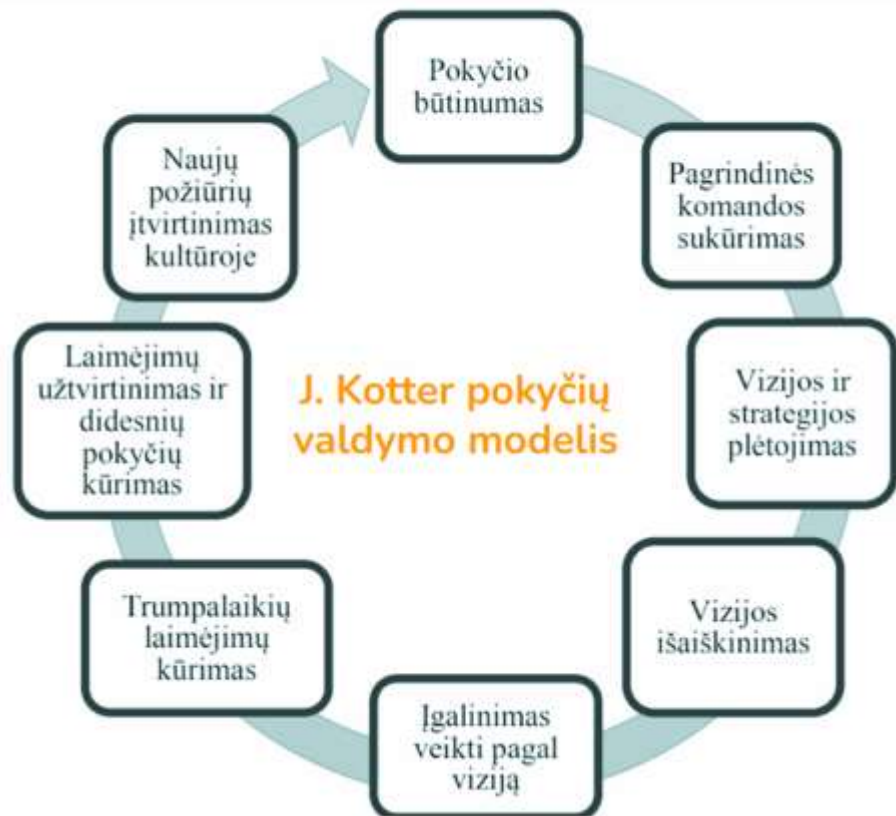 Pokyčio
būtinumas
Pagrindinės
komandos
sukūrimas
Vizijos ir
strategijos
plėtojimas
Vizijos
išaiškinimas
Įgalinimas
veikti pagal
viziją
Trumpalaikių
laimėjimų
kūrimas
Laimėjimų
užtvirtinimas ir
didesnių
pokyčių
kūrimas
Naujų
požiūrių
įtvirtinimas
kultūroje
J. Kotter pokyčių
valdymo modelis